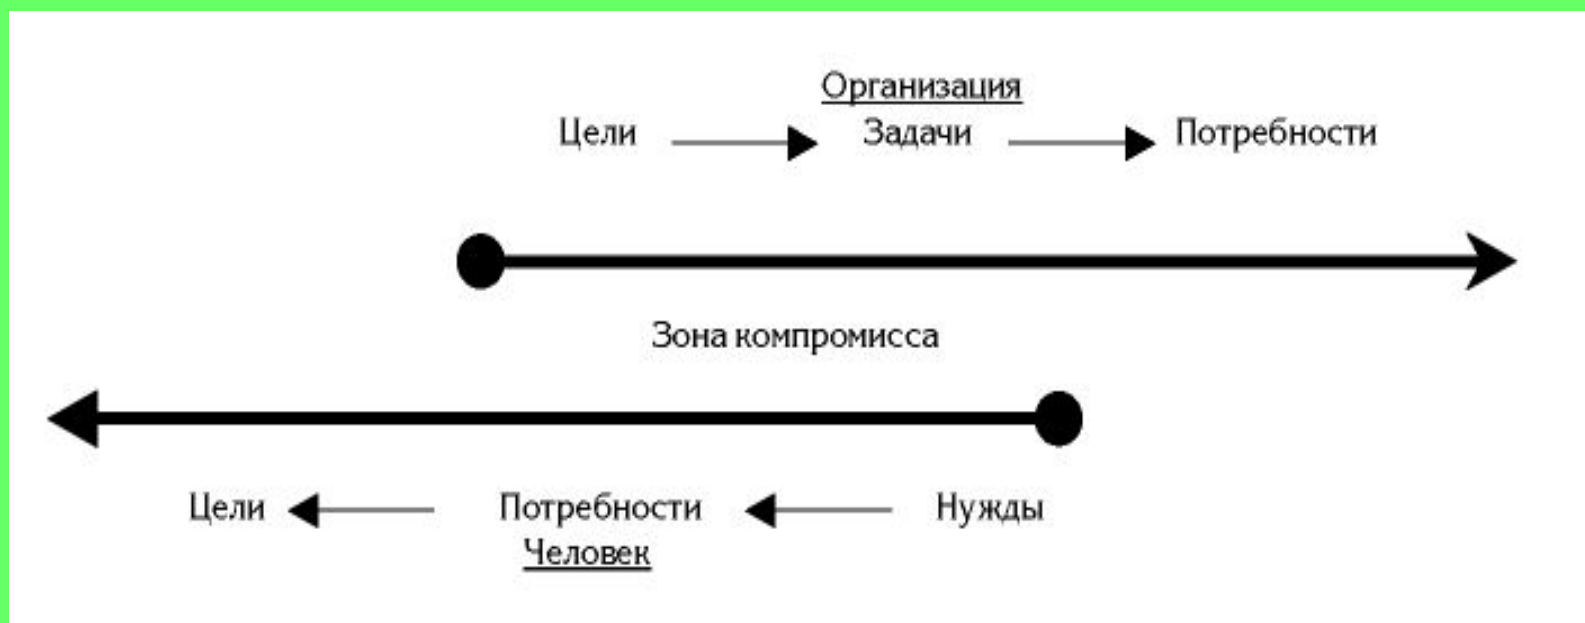 Организация
Цели Задачи Потребности
Зона компромисса
Цели Потребности Нужды
Человек